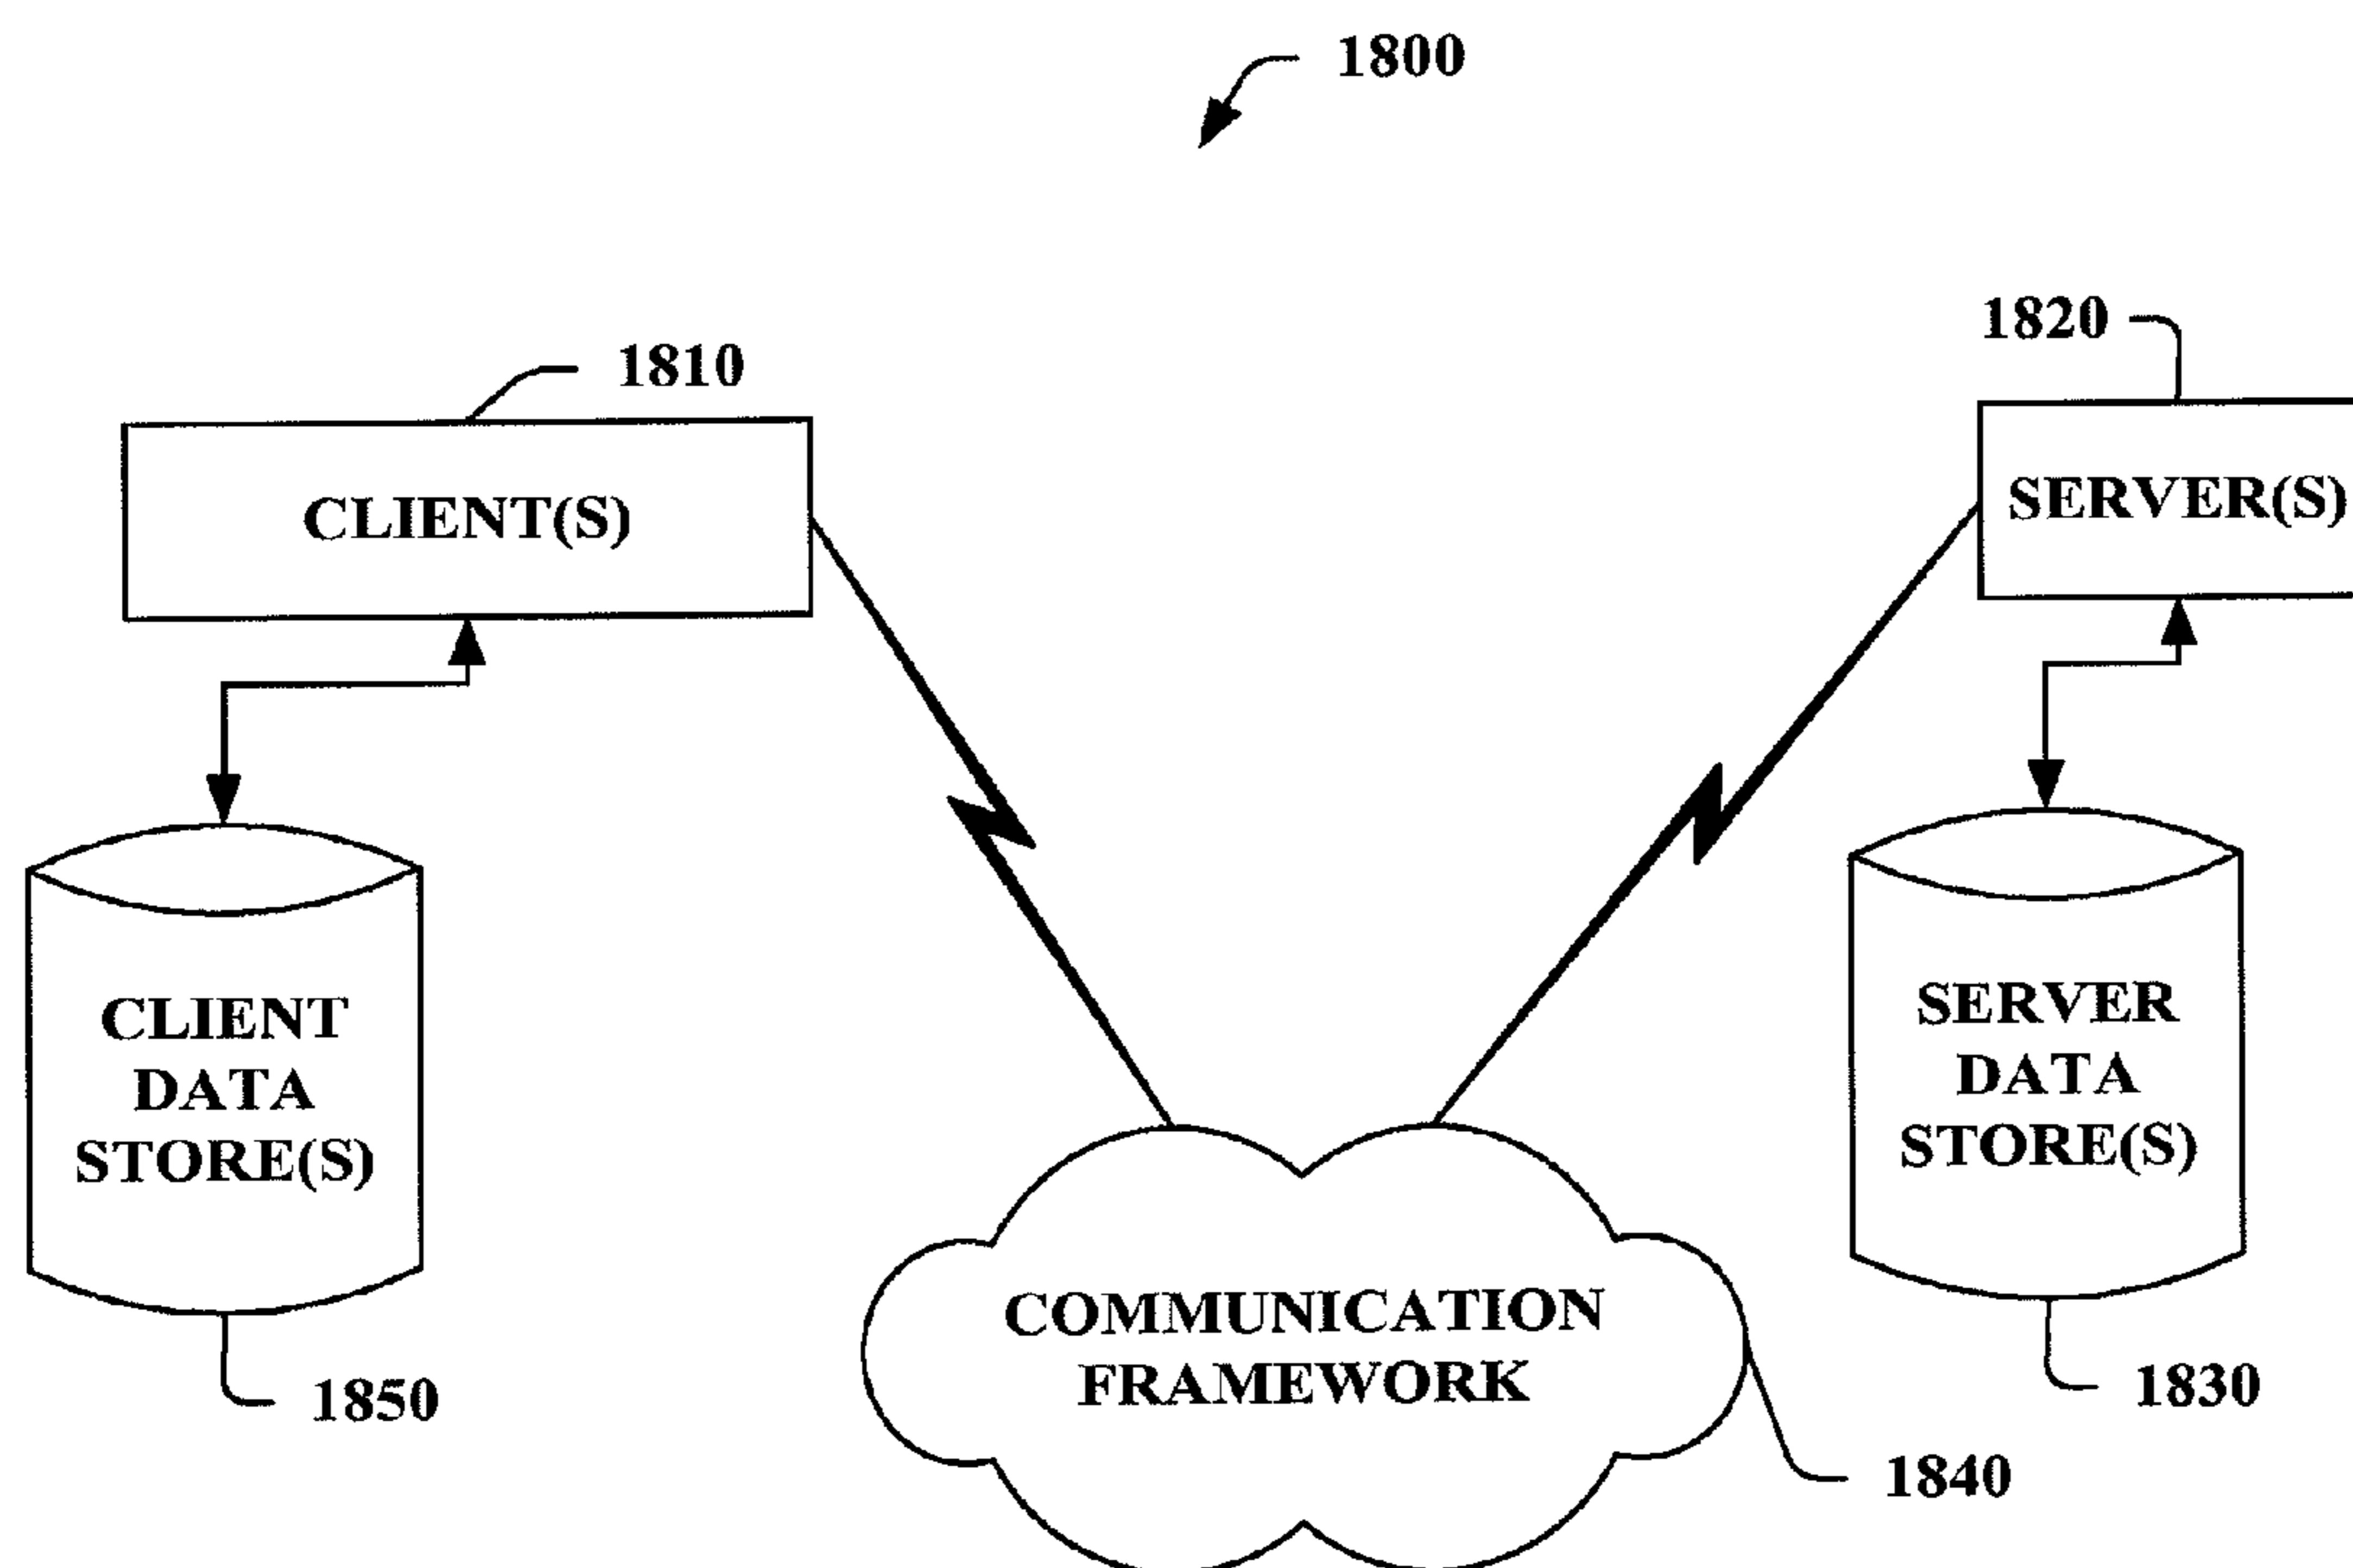 1800
1820
1810
CLIENT(S)
SERVER(S)
CLIENT
DATA
STORE(S)
SERVER
DATA
STORE(S)
COMMUNICATION
FRAMEWORK
1850
1830
1840